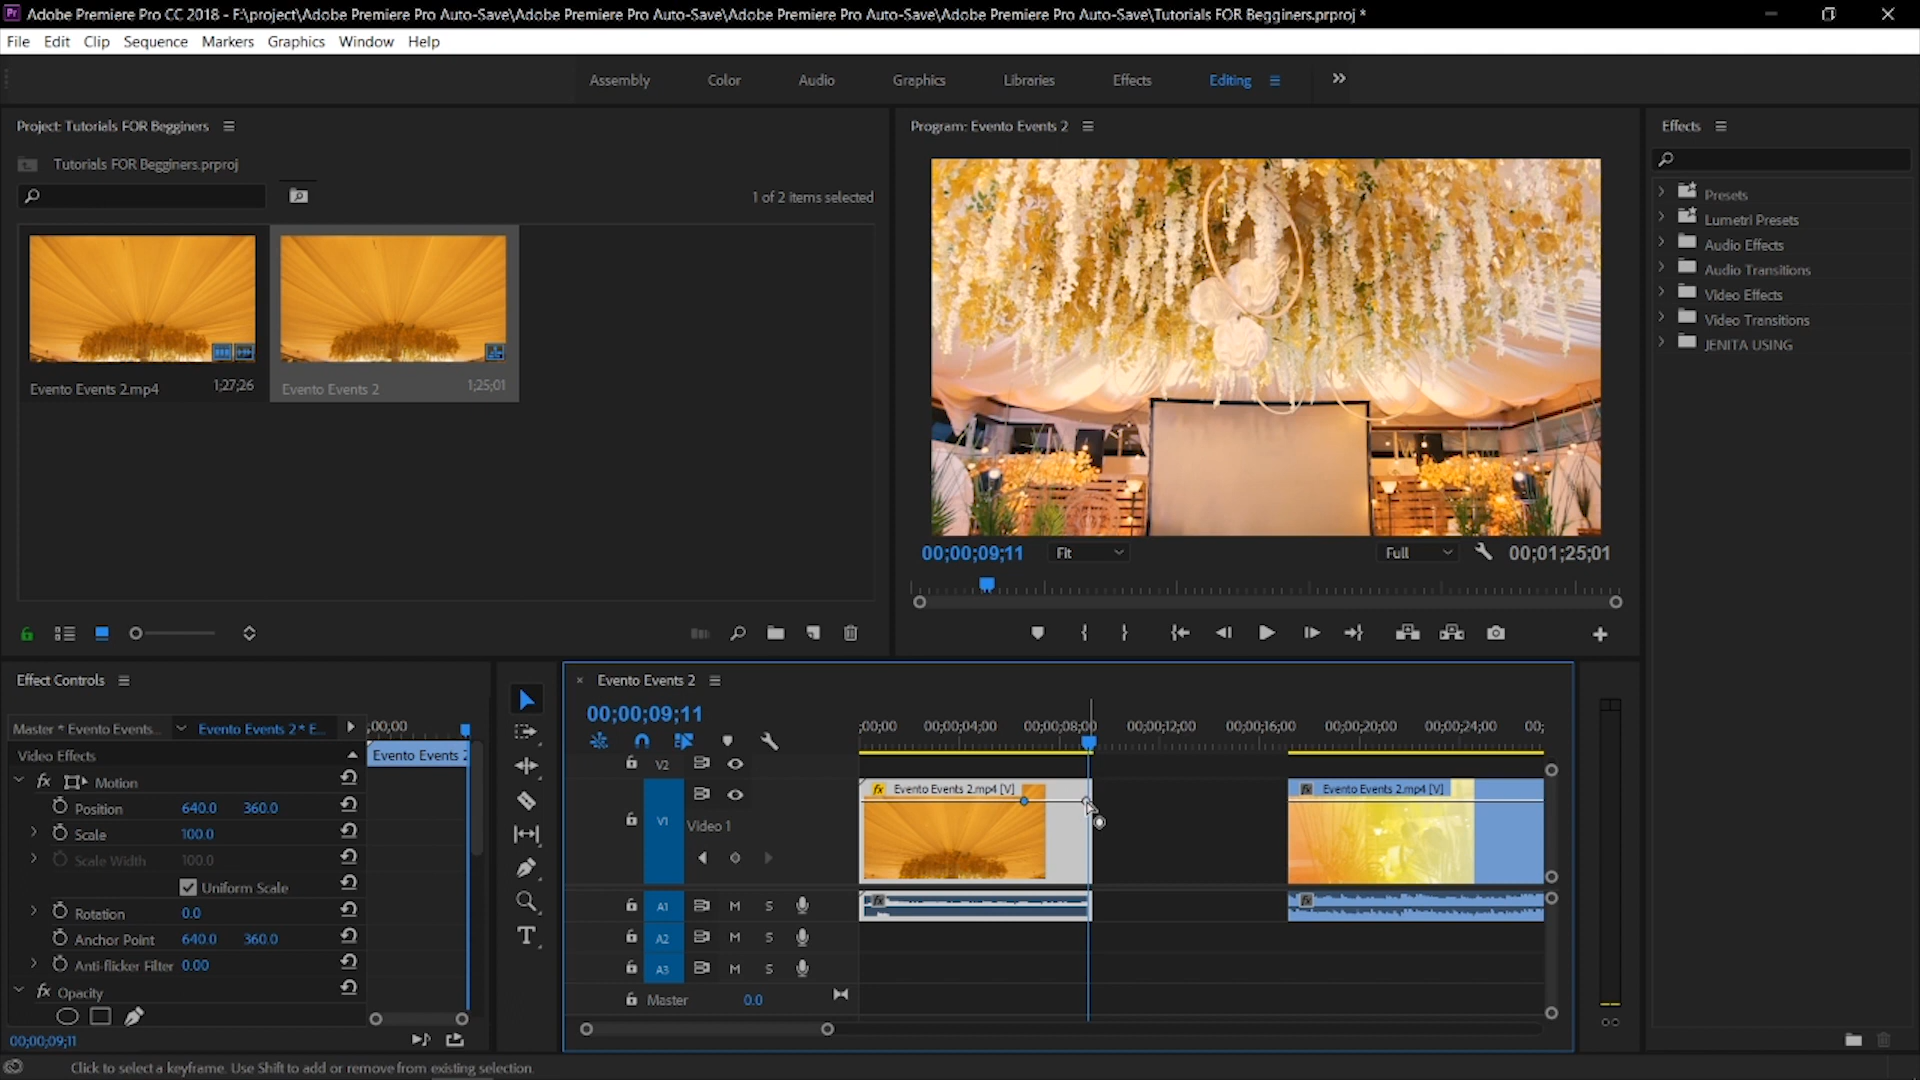 Adobe Premiere Pro CC 2018 - F:\project\Adobe Premiere Pro Auto-Save\Adobe Premiere Pro Auto-Save\Adobe Premiere Pro Auto-Save\Adobe Premiere Pro Auto-Save\Tutorials FOR Begginers.prproj *
File Edit Clip Sequence Markers Graphics Window Help
Assembly Color Audio Graphics Libraries Effects Editing
Project: Tutorials FOR Begginers
Tutorials FOR Begginers.prproj
1 of 2 items selected
Evento Events 2.mp4 1;27;26
Evento Events 2 1;25;01
Program: Evento Events 2
00;00;09;11 Fit Full 00;01;25;01
Effects
Presets
Lumetri Presets
Audio Effects
Audio Transitions
Video Effects
Video Transitions
JENITA USING
Effect Controls
Master * Evento Events... Evento Events 2 * E... ;00;00
Video Effects Evento Events 2
fx Motion
Position 640.0 360.0
Scale 100.0
Scale Width 100.0
Uniform Scale
Rotation 0.0
Anchor Point 640.0 360.0
Anti-flicker Filter 0.00
fx Opacity
00;00;09;11
Evento Events 2
00;00;09;11
;00;00 00;00;04;00 00;00;08;00 00;00;12;00 00;00;16;00 00;00;20;00 00;00;24;00 00;
V2
V1 Video 1
fx Evento Events 2.mp4 [V]
fx Evento Events 2.mp4 [V]
A1 M S fx fx
A2 M S
A3 M S
Master 0.0
Click to select a keyframe. Use Shift to add or remove from existing selection.